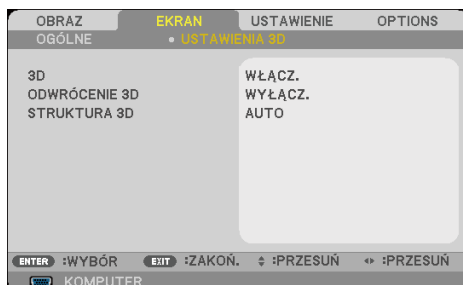 OBRAZ EKRAN USTAWIENIE OPTIONS
OGÓLNE • USTAWIENIA 3D
3D WŁĄCZ.
ODWRÓCENIE 3D WYŁĄCZ.
STRUKTURA 3D AUTO
ENTER :WYBÓR EXIT :ZAKOŃ. :PRZESUŃ :PRZESUŃ
KOMPUTER